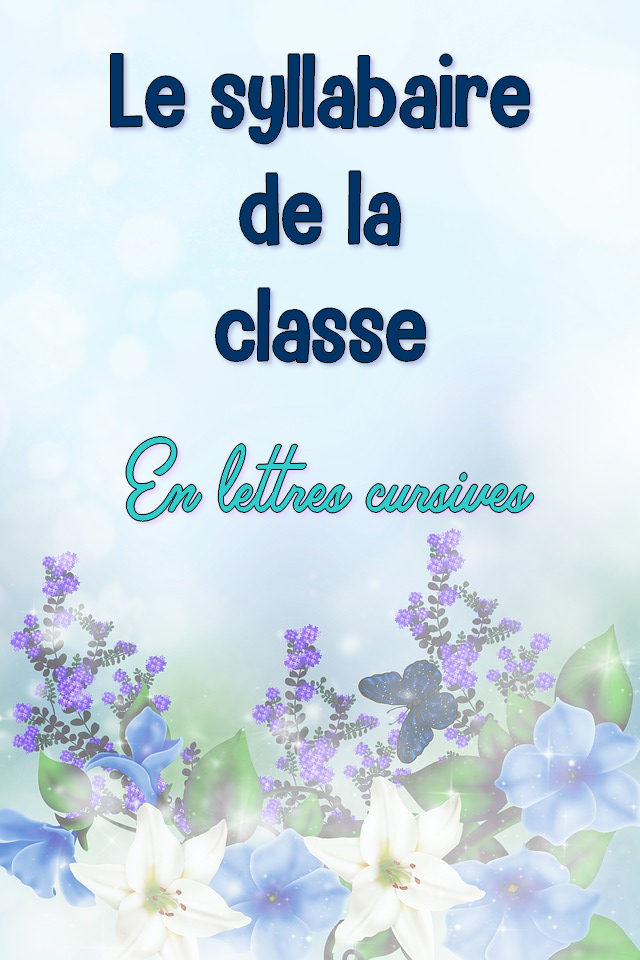 Le syllabaire
de la
classe
En lettres cursives